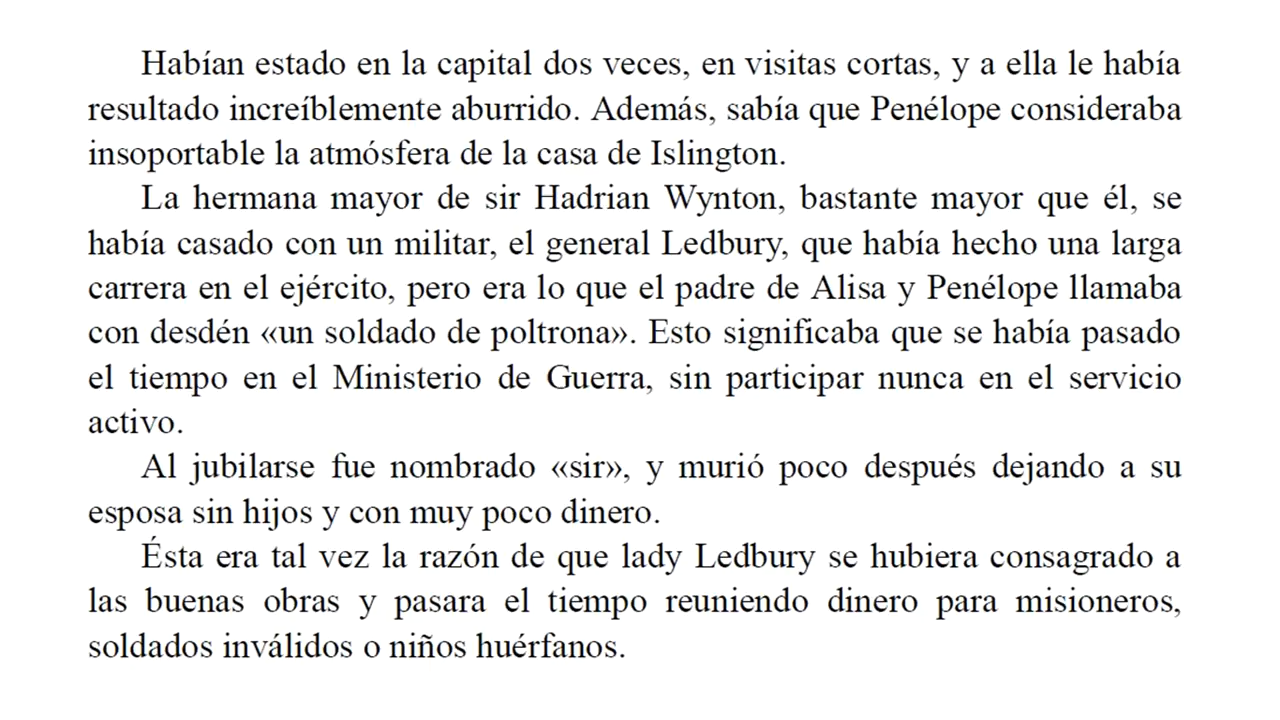 Habían estado en la capital dos veces, en visitas cortas, y a ella le había
resultado increíblemente aburrido. Además, sabía que Penélope consideraba
insoportable la atmósfera de la casa de Islington.
La hermana mayor de sir Hadrian Wynton, bastante mayor que él, se
había casado con un militar, el general Ledbury, que había hecho una larga
carrera en el ejército, pero era lo que el padre de Alisa y Penélope llamaba
con desdén «un soldado de poltrona». Esto significaba que se había pasado
el tiempo en el Ministerio de Guerra, sin participar nunca en el servicio
activo.
Al jubilarse fue nombrado «sir», y murió poco después dejando a su
esposa sin hijos y con muy poco dinero.
Ésta era tal vez la razón de que lady Ledbury se hubiera consagrado a
las buenas obras y pasara el tiempo reuniendo dinero para misioneros,
soldados inválidos o niños huérfanos.